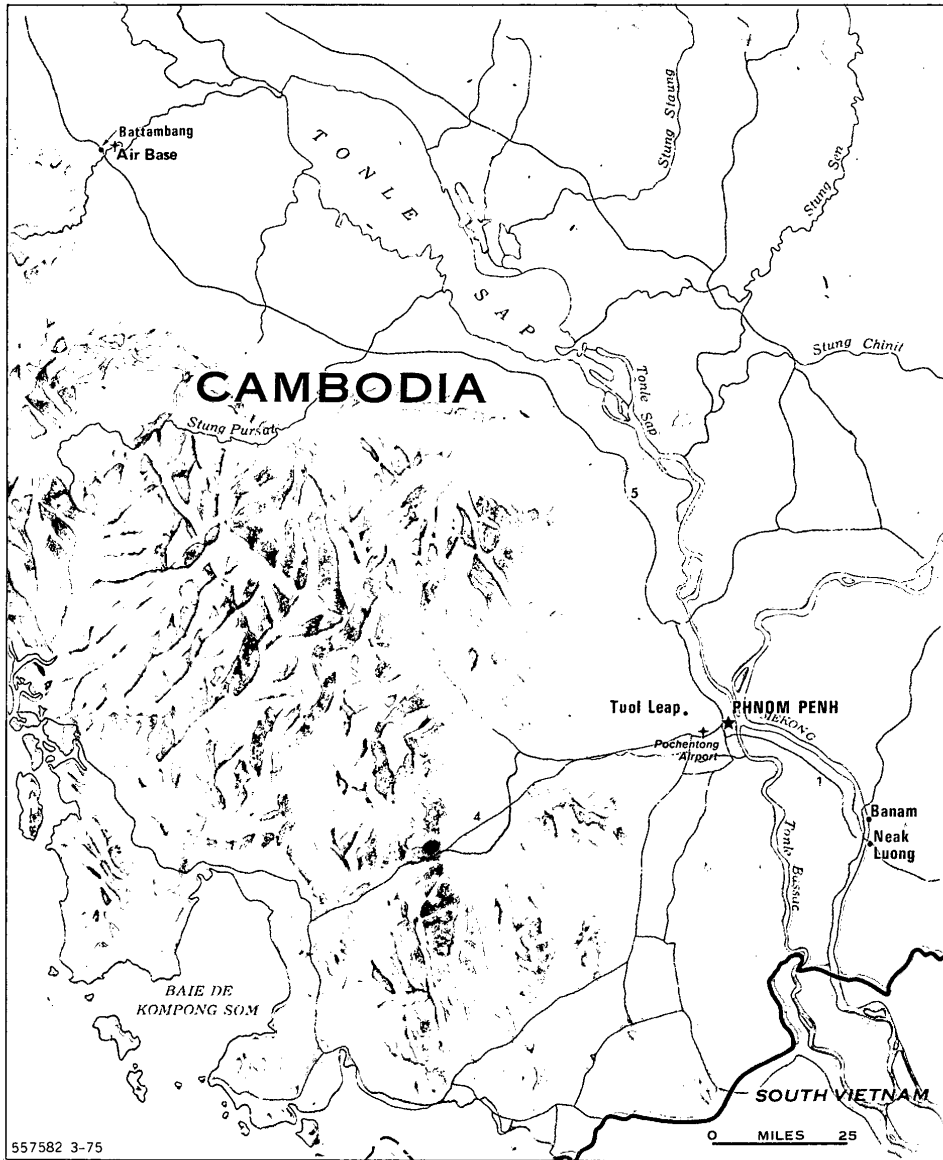 Battambang
Air Base
TONLE SAP
Stung Staung
Stung Sen
Stung Chinit
CAMBODIA
Stung Pursat
Tonle Sap
5
Tuol Leap
PHNOM PENH
MEKONG
Pochentong
Airport
1
4
Banam
Neak
Luong
Tonle Bassac
BAIE DE
KOMPONG SOM
SOUTH VIETNAM
0 MILES 25
557582 3-75